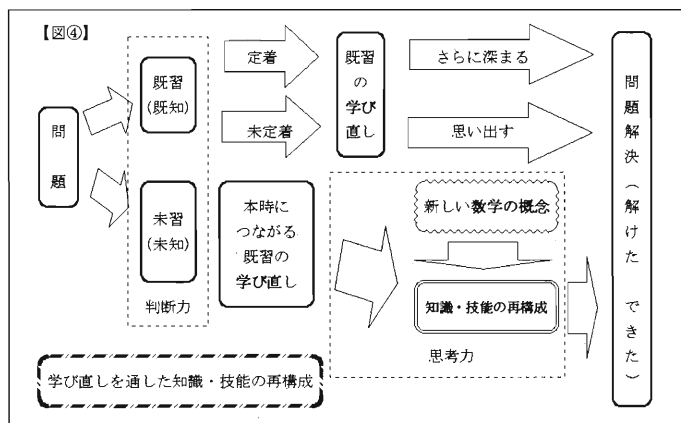 【図④】
問
題
既習
(既知)
未習
(未知)
判断力
定着
未定着
既習
の
学び
直し
さらに深まる
思い出す
本時に
つながる
既習の
学び直し
新しい数学の概念
知識・技能の再構成
思考力
問題解決(解けた できた)
学び直しを通した知識・技能の再構成